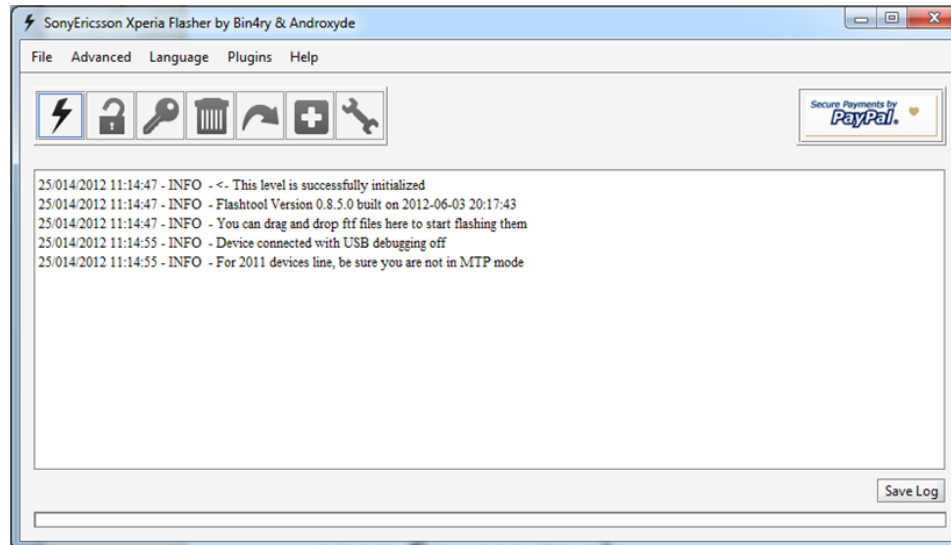 SonyEricsson Xperia Flasher by Bin4ry & Androxyde
File Advanced Language Plugins Help
Secure Payments by
PayPal.
25/014/2012 11:14:47 - INFO - <- This level is successfully initialized
25/014/2012 11:14:47 - INFO - Flashtool Version 0.8.5.0 built on 2012-06-03 20:17:43
25/014/2012 11:14:47 - INFO - You can drag and drop ftf files here to start flashing them
25/014/2012 11:14:55 - INFO - Device connected with USB debugging off
25/014/2012 11:14:55 - INFO - For 2011 devices line, be sure you are not in MTP mode
Save Log